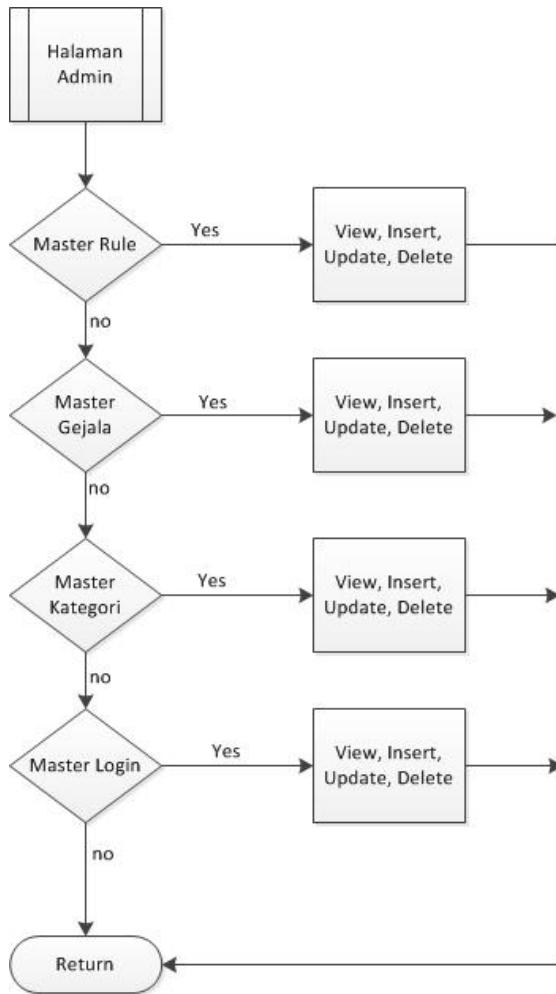 Halaman
Admin
Master Rule
Yes
View, Insert,
Update, Delete
no
Master
Gejala
Yes
View, Insert,
Update, Delete
no
Master
Kategori
Yes
View, Insert,
Update, Delete
no
Master Login
Yes
View, Insert,
Update, Delete
no
Return